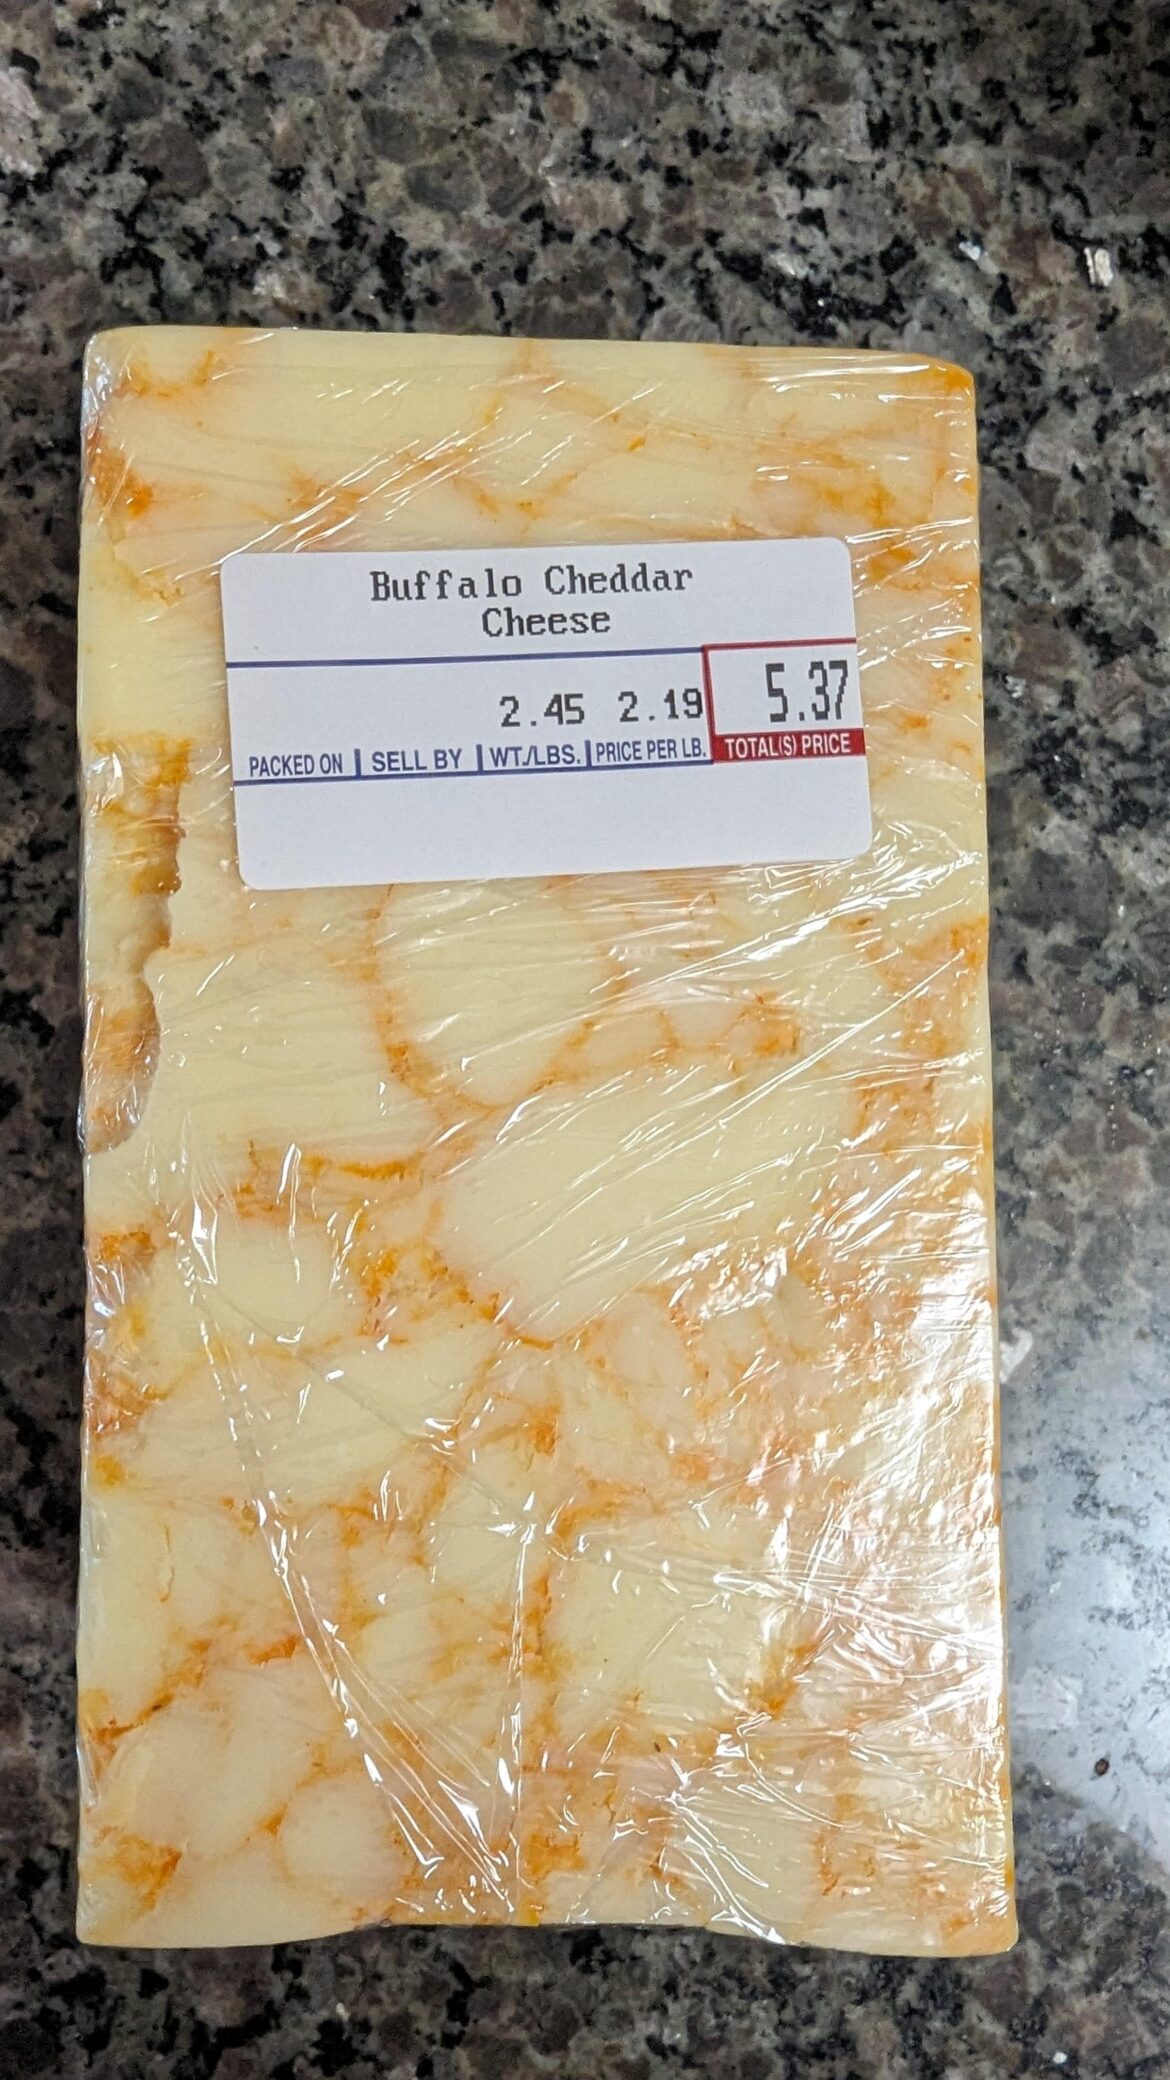 Buffalo Cheddar
Cheese
2.45 2.19 5.37
PACKED ON | SELL BY | WT./LBS. | PRICE PER LB. TOTAL(S) PRICE